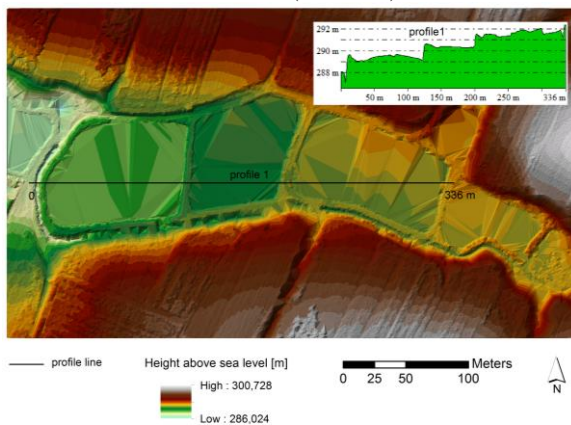 292 m
profile1
290 m
288 m
50 m 100 m 150 m 200 m 250 m 336 m
profile 1
0
336 m
profile line
Height above sea level [m]
High : 300,728
Low : 286,024
Meters
0 25 50 100
N